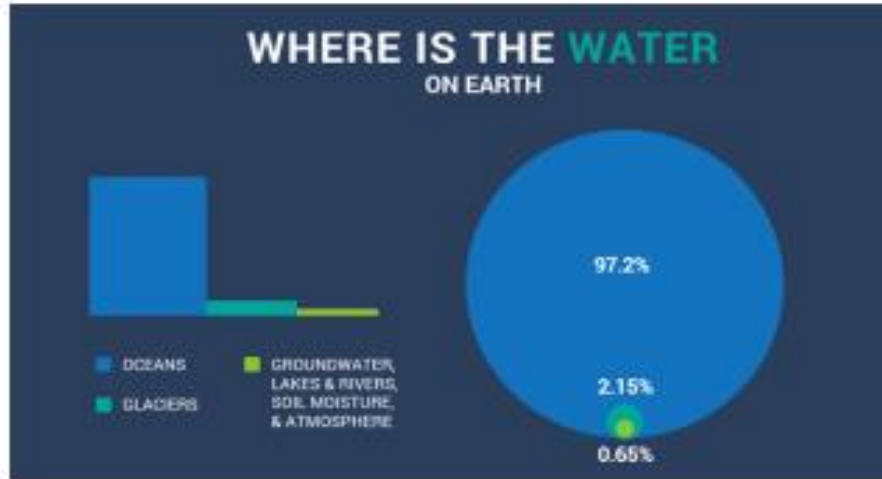 WHERE IS THE WATER
ON EARTH
97.2%
2.15%
0.65%
OCEANS
GLACIERS
GROUNDWATER,
LAKES & RIVERS,
SOIL MOISTURE,
& ATMOSPHERE